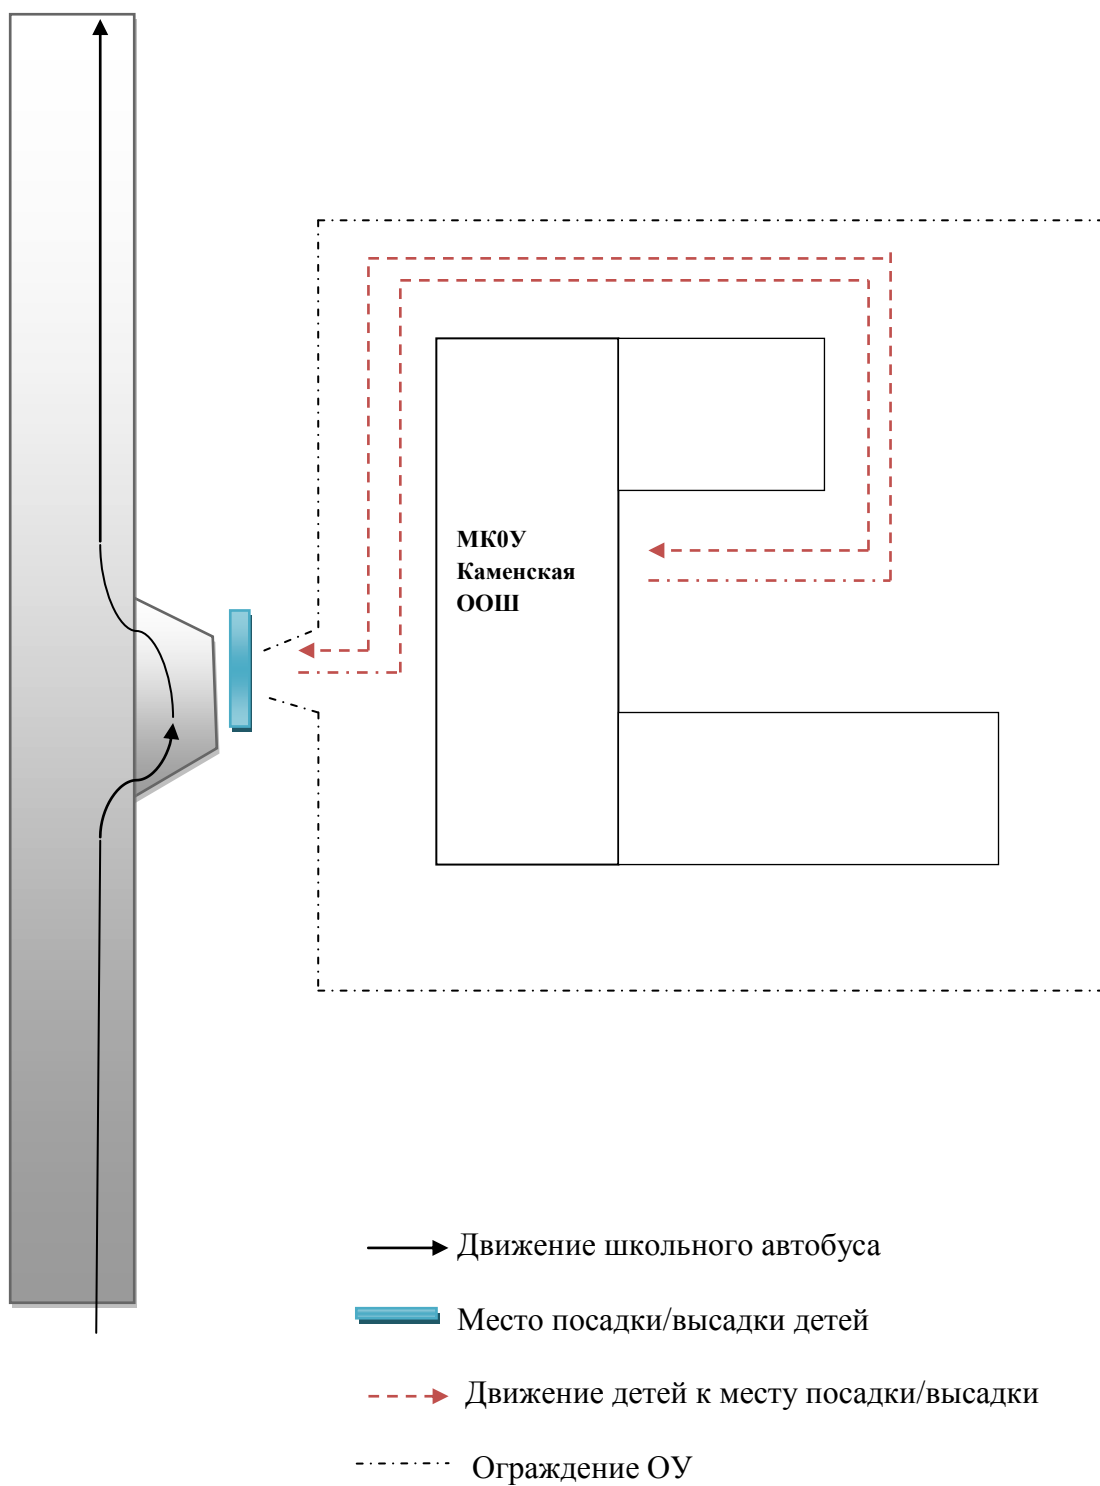 МК0У
Каменская
ООШ
Движение школьного автобуса
Место посадки/высадки детей
Движение детей к месту посадки/высадки
Ограждение ОУ